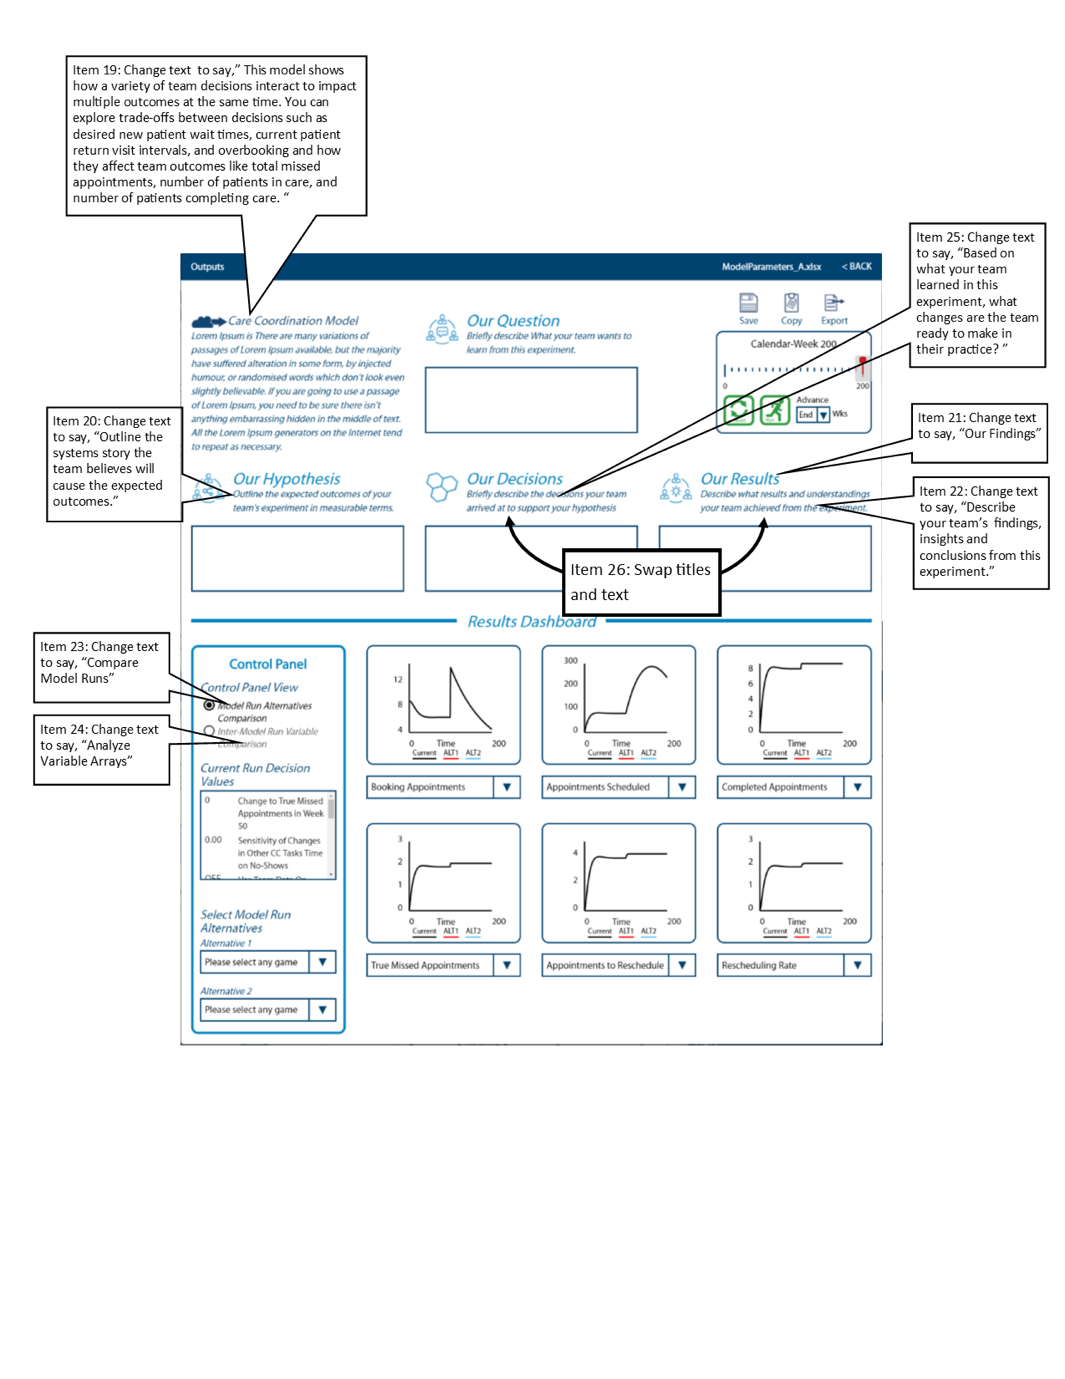 Item 19: Change text  to say,” This model shows
how a variety of team decisions interact to impact
multiple outcomes at the same time. You can
explore trade-offs between decisions such as
desired new patient wait times, current patient
return visit intervals, and overbooking and how
they affect team outcomes like total missed
appointments, number of patients in care, and
number of patients completing care. “
Item 25: Change text
to say, “Based on
what your team
learned in this
experiment, what
changes are the team
ready to make in
their practice? ”
Outputs
ModelParameters_A.xlsx
< BACK
Save
Copy
Export
Care Coordination Model
Lorem Ipsum is There are many variations of
passages of Lorem Ipsum available, but the majority
have suffered alteration in some form, by injected
humour, or randomised words which don't look even
slightly believable. If you are going to use a passage
of Lorem Ipsum, you need to be sure there isn't
anything embarrassing hidden in the middle of text.
All the Lorem Ipsum generators on the Internet tend
to repeat as necessary.
Our Question
Briefly describe What your team wants to
learn from this experiment.
Calendar-Week 200
0
200
Advance
End
Wks
Item 20: Change text
to say, “Outline the
systems story the
team believes will
cause the expected
outcomes.”
Item 21: Change text
to say, “Our Findings”
Our Hypothesis
Outline the expected outcomes of your
team's experiment in measurable terms.
Our Decisions
Briefly describe the decisions your team
arrived at to support your hypothesis
Our Results
Describe what results and understandings
your team achieved from the experiment.
Item 22: Change text
to say, “Describe
your team’s  findings,
insights and
conclusions from this
experiment.”
Item 26: Swap titles
and text
Results Dashboard
Item 23: Change text
to say, “Compare
Model Runs”
Item 24: Change text
to say, “Analyze
Variable Arrays”
Control Panel
Control Panel View
Model Run Alternatives
Comparison
Inter-Model Run Variable
Comparison
Current Run Decision
Values
0
Change to True Missed
Appointments in Week
50
0.00
Sensitivity of Changes
in Other CC Tasks Time
on No-Shows
Select Model Run
Alternatives
Alternative 1
Please select any game
Alternative 2
Please select any game
12
8
4
0
Time
200
Current
ALT1
ALT2
Booking Appointments
300
200
100
0
0
Time
200
Current
ALT1
ALT2
Appointments Scheduled
8
6
4
2
0
0
Time
200
Current
ALT1
ALT2
Completed Appointments
3
2
1
0
0
Time
200
Current
ALT1
ALT2
True Missed Appointments
4
2
0
0
Time
200
Current
ALT1
ALT2
Appointments to Reschedule
3
2
1
0
0
Time
200
Current
ALT1
ALT2
Rescheduling Rate